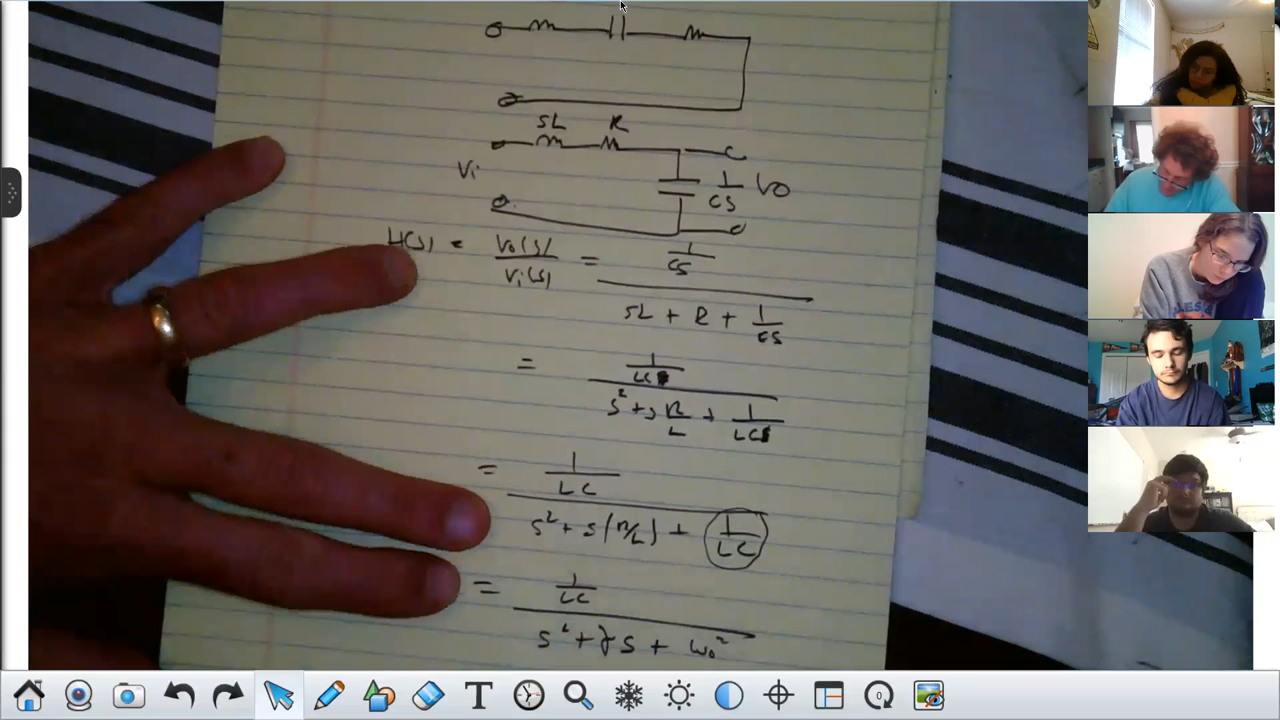 SL R
Vi
1/CS Vo
H(s) = Vo(s)/Vi(s) = (1/CS)/(SL + R + 1/CS)
= (1/LC)/(s² + s R/L + 1/LC)
= (1/LC)/(s² + s(R/L) + 1/LC)
= (1/LC)/(s² + γs + ω₀²)
T
0